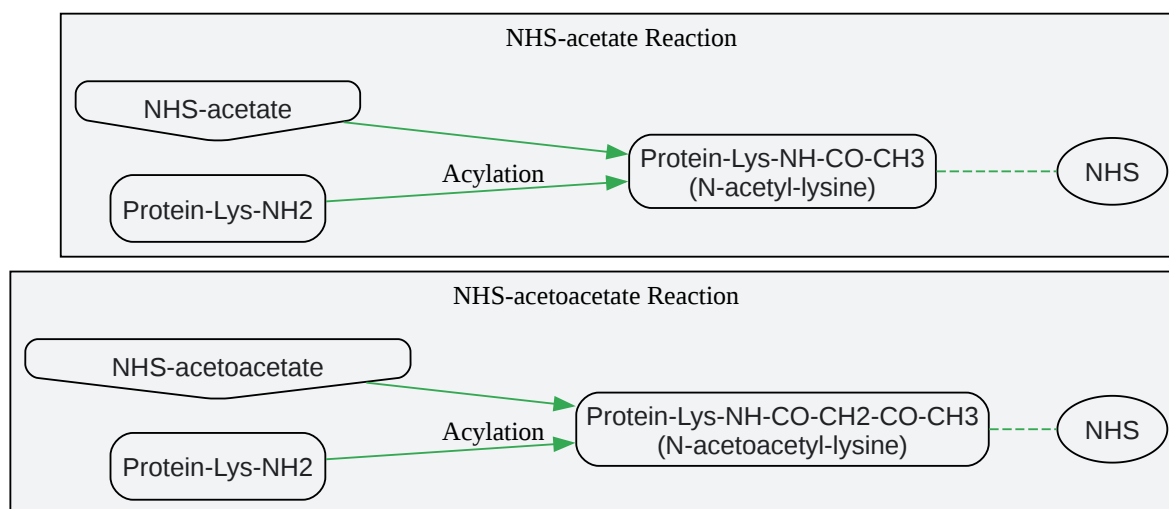 NHS-acetate Reaction
NHS-acetate
Protein-Lys-NH2
Acylation
Protein-Lys-NH-CO-CH3
(N-acetyl-lysine)
NHS
NHS-acetoacetate Reaction
NHS-acetoacetate
Protein-Lys-NH2
Acylation
Protein-Lys-NH-CO-CH2-CO-CH3
(N-acetoacetyl-lysine)
NHS